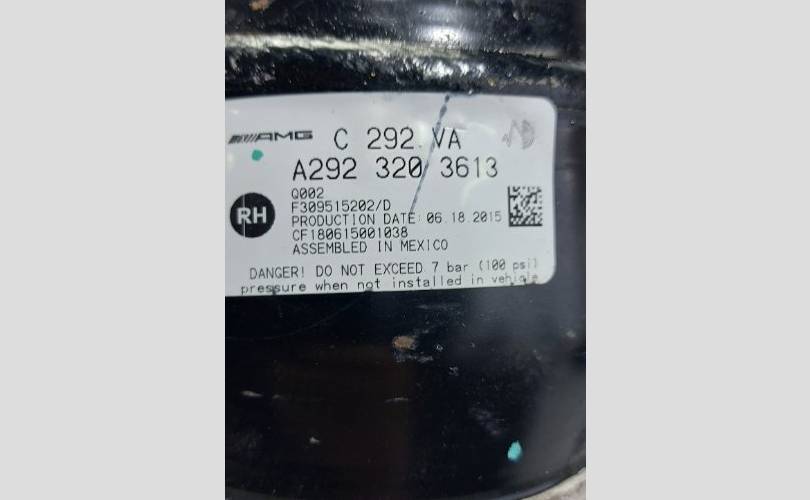 AMG C 292.VA
A292 320 3613
Q002
F309515202/D
RH
PRODUCTION DATE: 06.18.2015
CF180615001038
ASSEMBLED IN MEXICO
DANGER! DO NOT EXCEED 7 bar (100 psi)
pressure when not installed in vehicle